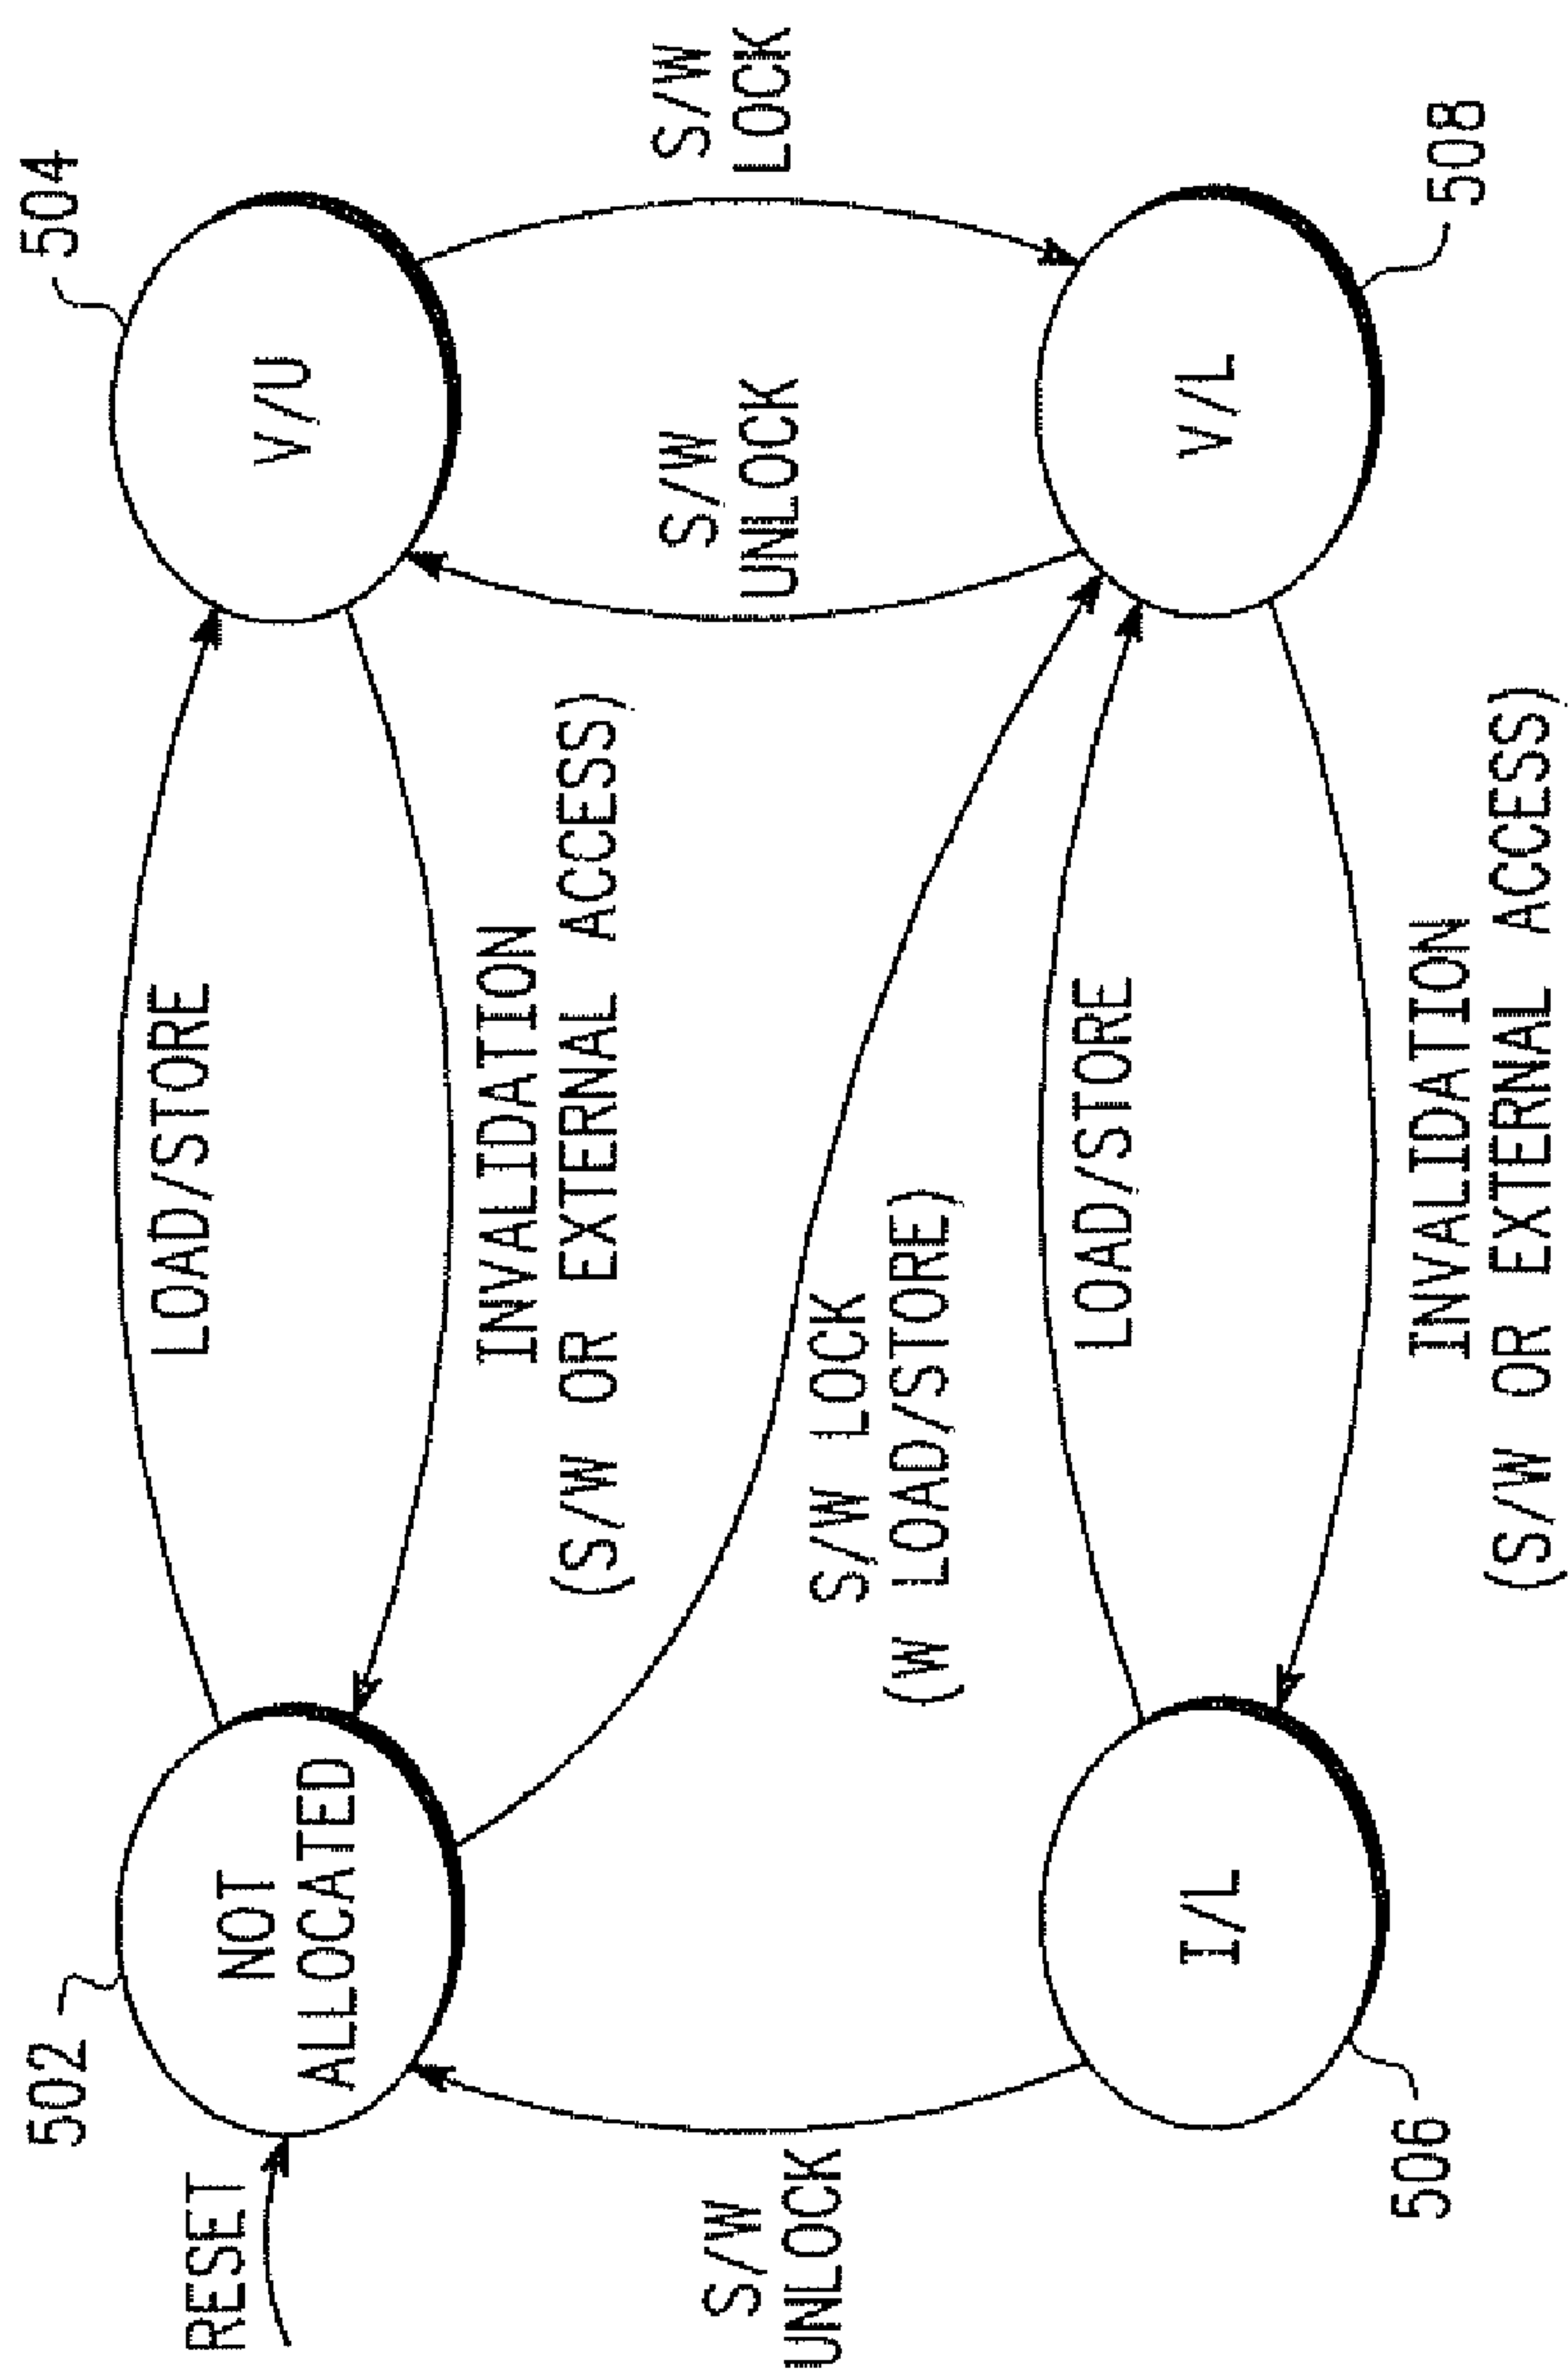 502
504
RESET
NOT
ALLOCATED
LOAD/STORE
V/U
INVALIDATION
(S/W OR EXTERNAL ACCESS)
S/W
UNLOCK
S/W LOCK
(W LOAD/STORE)
S/W
UNLOCK
S/W
LOCK
I/L
LOAD/STORE
V/L
INVALIDATION
(S/W OR EXTERNAL ACCESS)
506
508